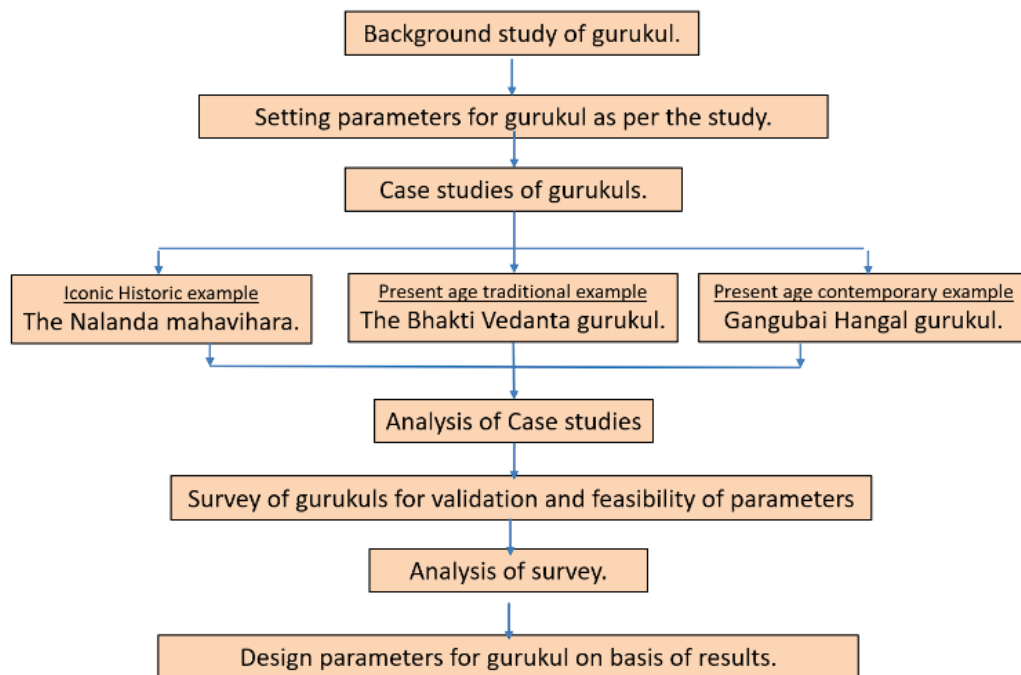 Background study of gurukul.
Setting parameters for gurukul as per the study.
Case studies of gurukuls.
Iconic Historic example
The Nalanda mahavihara.
Present age traditional example
The Bhakti Vedanta gurukul.
Present age contemporary example
Gangubai Hangal gurukul.
Analysis of Case studies
Survey of gurukuls for validation and feasibility of parameters
Analysis of survey.
Design parameters for gurukul on basis of results.